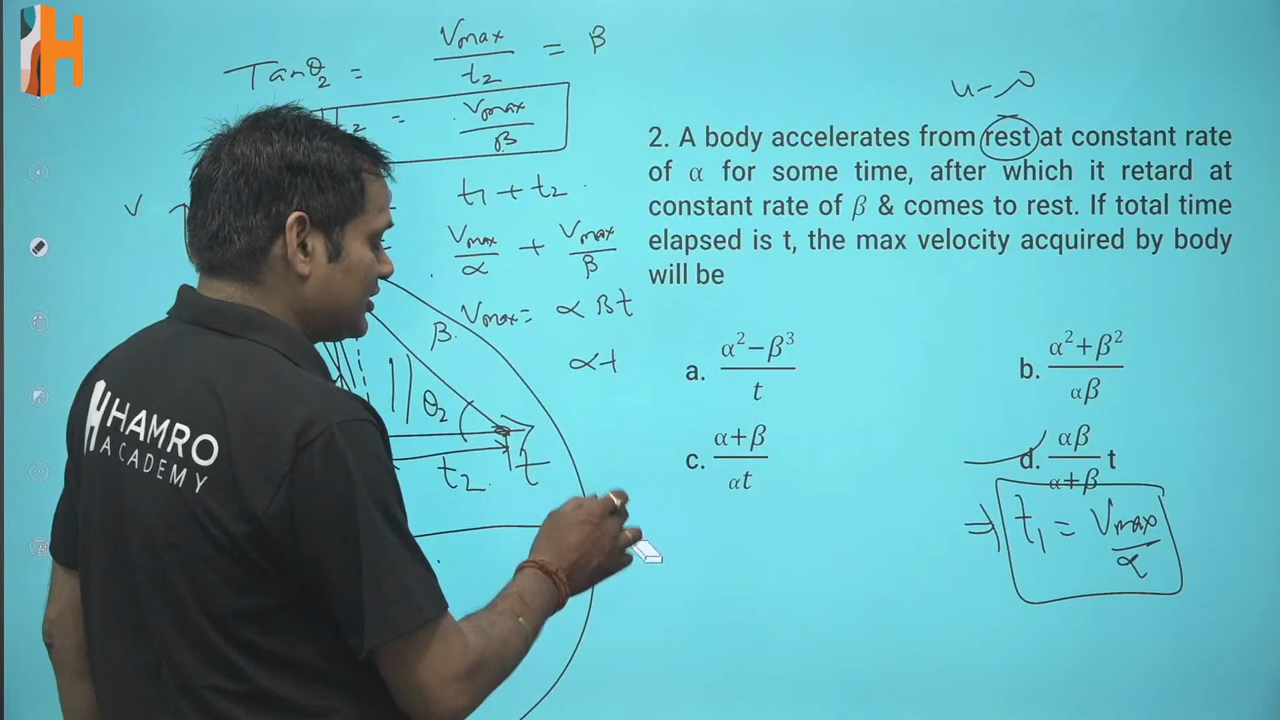 H
Tanθ₂ = Vmax/t₂ = β
t₂ = Vmax/β
t₁ + t₂
Vmax/α + Vmax/β
Vmax = α β t
α +
V
β
θ₂
t₂
t
HAMRO
ACADEMY
u-0
2. A body accelerates from rest at constant rate
of α for some time, after which it retard at
constant rate of β & comes to rest. If total time
elapsed is t, the max velocity acquired by body
will be
a. α²−β³/t
b. α²+β²/αβ
c. α+β/αt
d. αβ/α+β t
⇒ t₁ = Vmax/α